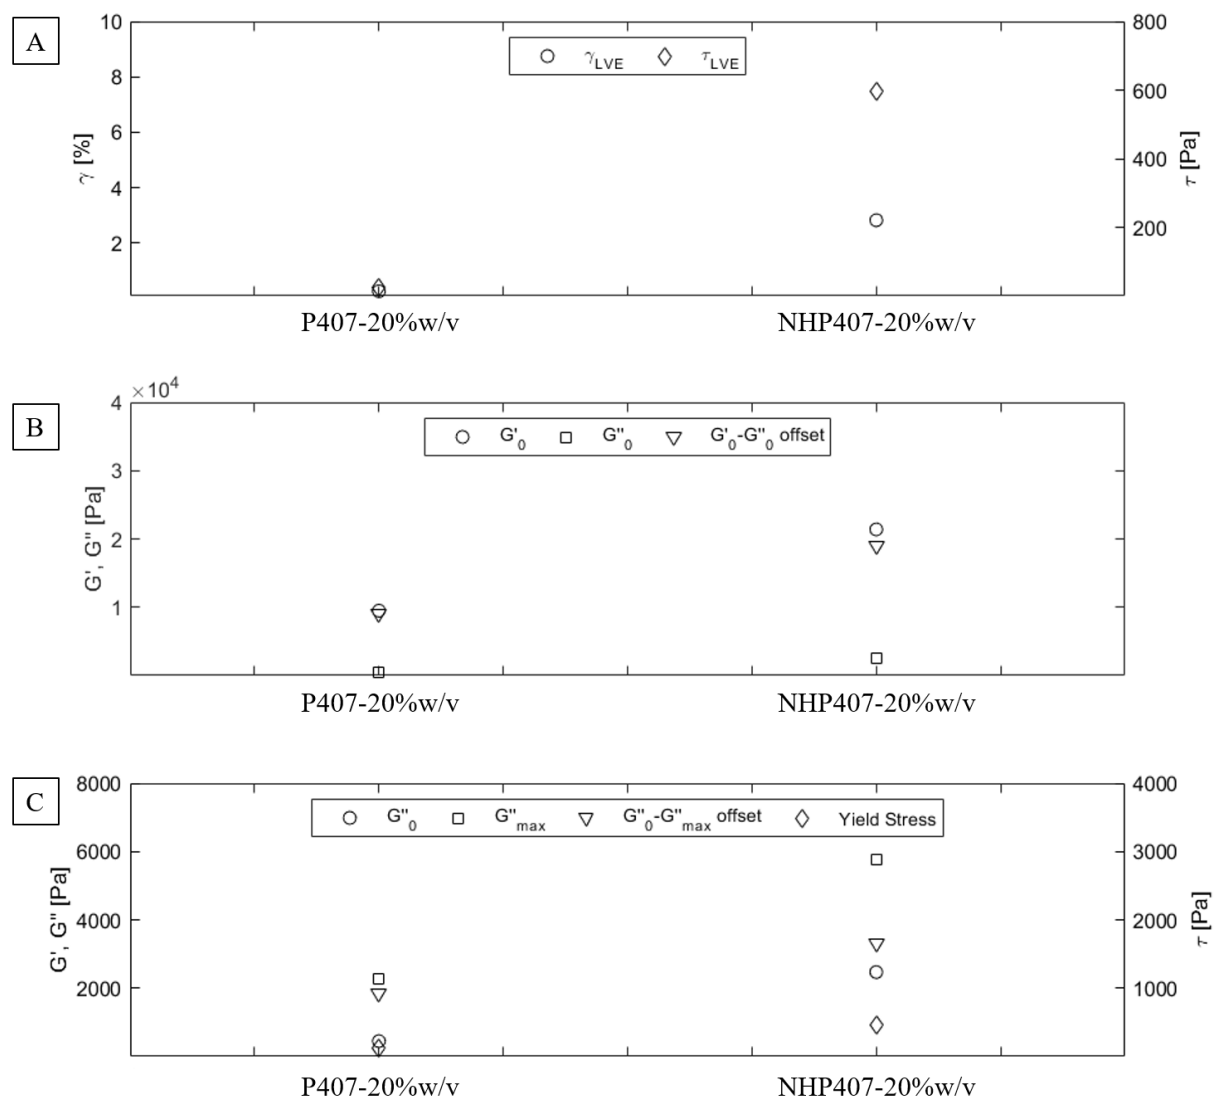 A
10
8
6
4
2
γ [%]
γLVE τLVE
800
600
400
200
τ [Pa]
P407-20%w/v NHP407-20%w/v
B
×10⁴
4
3
2
1
G', G'' [Pa]
G'0 G''0 G'0-G''0 offset
P407-20%w/v NHP407-20%w/v
C
8000
6000
4000
2000
G', G'' [Pa]
G''0 G''max G''0-G''max offset Yield Stress
4000
3000
2000
1000
τ [Pa]
P407-20%w/v NHP407-20%w/v